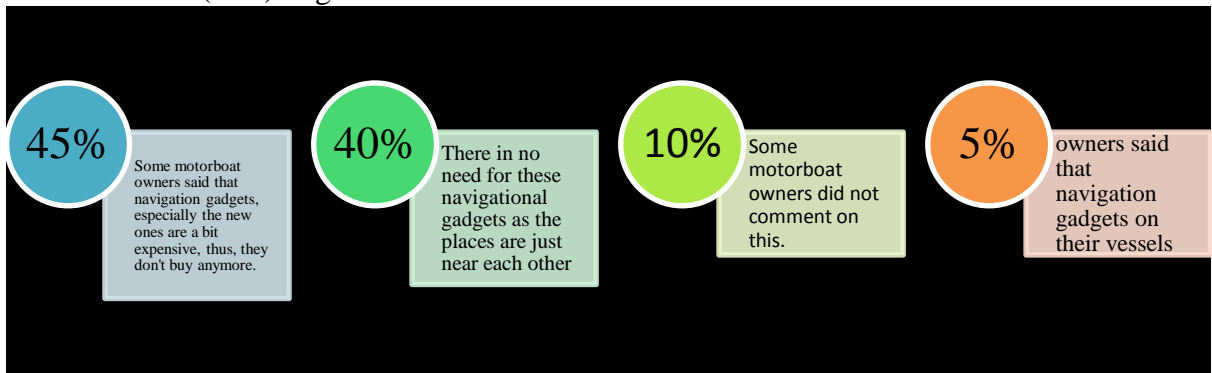 45%
Some motorboat
owners said that
navigation gadgets,
especially the new
ones are a bit
expensive, thus, they
don't buy anymore.
40%
There in no
need for these
navigational
gadgets as the
places are just
near each other
10%
Some
motorboat
owners did not
comment on
this.
5%
owners said
that
navigation
gadgets on
their vessels